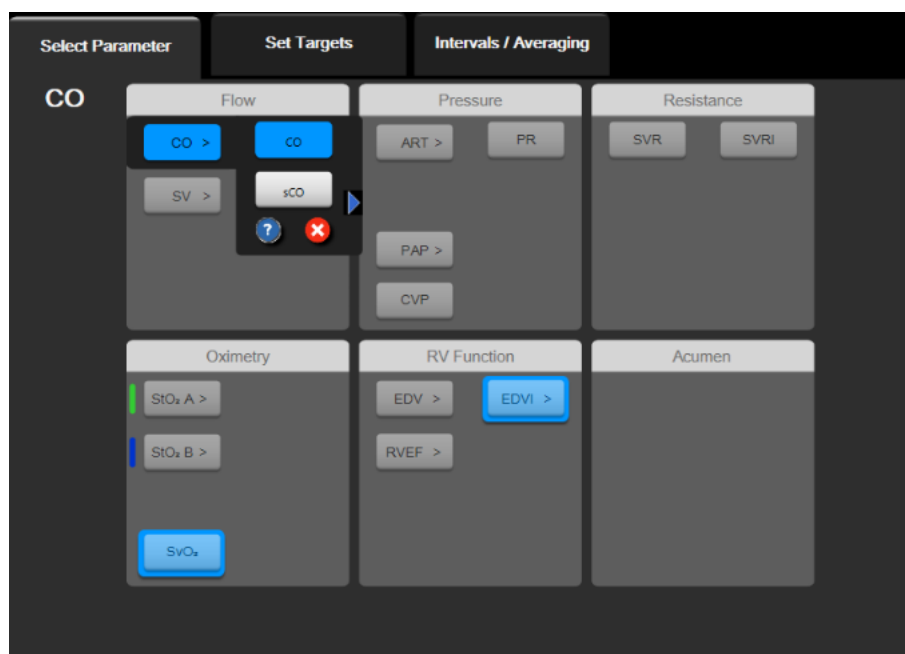 Select Parameter
Set Targets
Intervals / Averaging
CO
Flow
CO >
CO
SV >
sCO
?
Pressure
ART >
PR
PAP >
CVP
Resistance
SVR
SVRI
Oximetry
StO₂ A >
StO₂ B >
SvO₂
RV Function
EDV >
EDVI >
RVEF >
Acumen